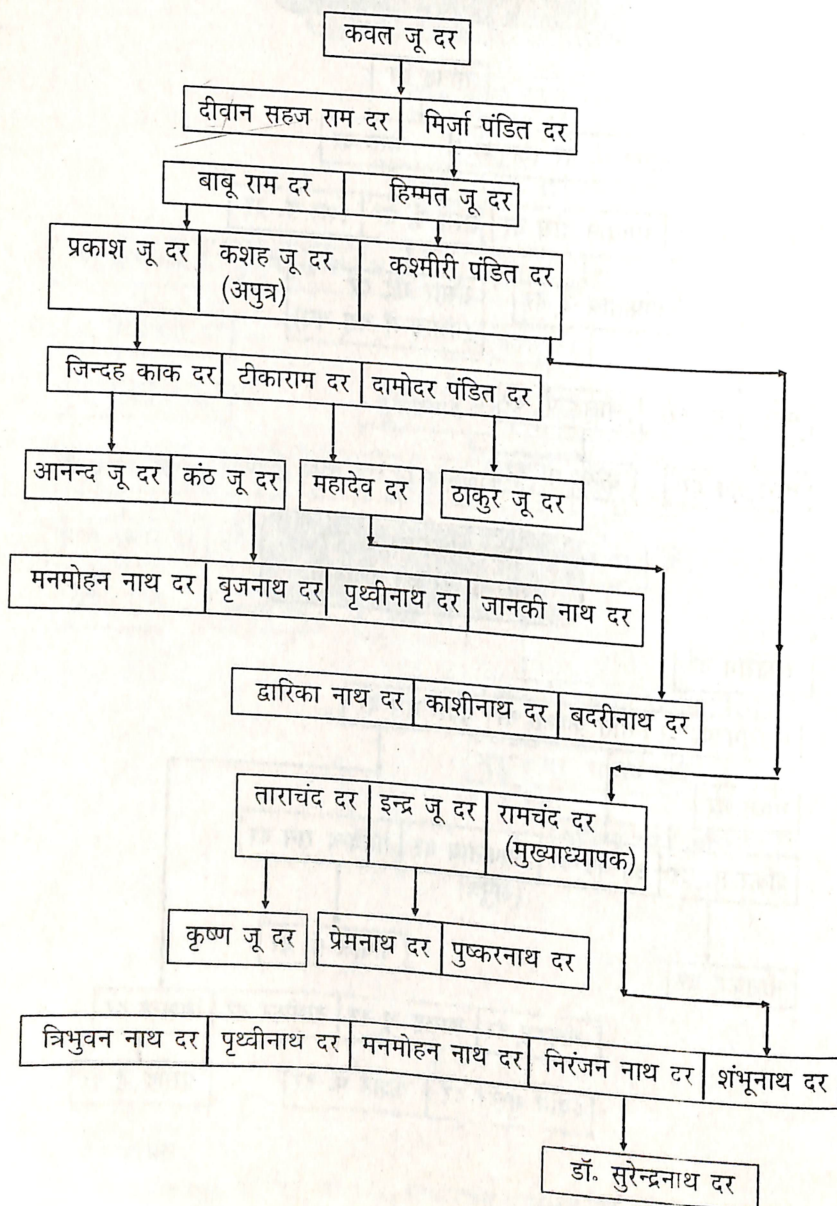 कवल जू दर
दीवान सहज राम दर मिर्जा पंडित दर
बाबू राम दर हिम्मत जू दर
प्रकाश जू दर कशह जू दर कश्मीरी पंडित दर
(अपुत्र)
जिन्दह काक दर टीकाराम दर दामोदर पंडित दर
आनन्द जू दर कंठ जू दर महादेव दर ठाकुर जू दर
मनमोहन नाथ दर वृजनाथ दर पृथ्वीनाथ दर जानकी नाथ दर
द्वारिका नाथ दर काशीनाथ दर बदरीनाथ दर
ताराचंद दर इन्द्र जू दर रामचंद दर
(मुख्याध्यापक)
कृष्ण जू दर प्रेमनाथ दर पुष्करनाथ दर
त्रिभुवन नाथ दर पृथ्वीनाथ दर मनमोहन नाथ दर निरंजन नाथ दर शंभूनाथ दर
डॉ॰ सुरेन्द्रनाथ दर